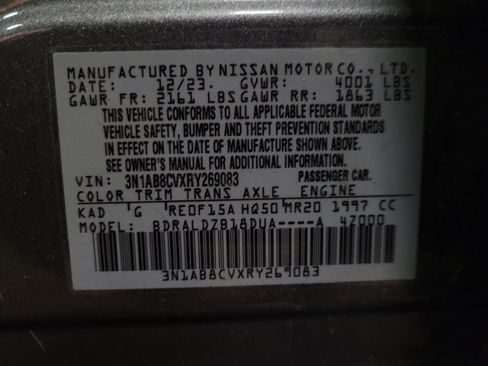 MANUFACTURED BY NISSAN MOTOR CO., LTD.
DATE: 12/23. GVWR: 4001 LBS
GAWR FR: 2161 LBS GAWR RR: 1863 LBS
THIS VEHICLE CONFORMS TO ALL APPLICABLE FEDERAL MOTOR
VEHICLE SAFETY, BUMPER AND THEFT PREVENTION STANDARDS
IN EFFECT ON THE DATE OF MANUFACTURE SHOWN ABOVE.
SEE OWNER'S MANUAL FOR ADDITIONAL INFORMATION.
VIN: 3N1AB8CVXRY269083 PASSENGER CAR.
COLOR TRIM TRANS AXLE ENGINE
KAD G RE0F15A HQ50 MR20 1997 CC
MODEL: BDRALDZB18DUA----A 47000
3N1AB8CVXRY269083